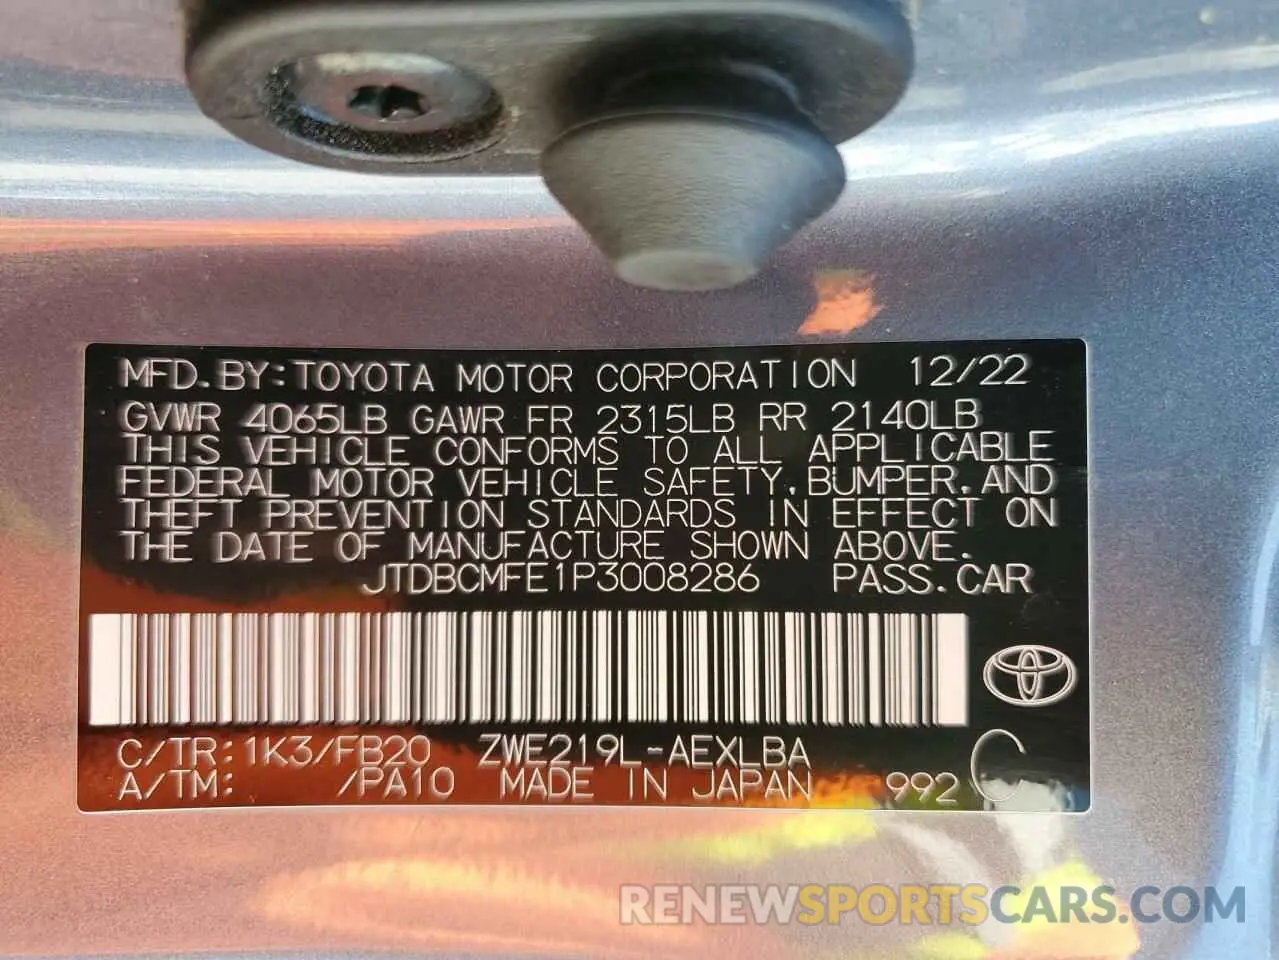 MFD.BY:TOYOTA MOTOR CORPORATION 12/22
GVWR 4065LB GAWR FR 2315LB RR 2140LB
THIS VEHICLE CONFORMS TO ALL APPLICABLE
FEDERAL MOTOR VEHICLE SAFETY,BUMPER,AND
THEFT PREVENTION STANDARDS IN EFFECT ON
THE DATE OF MANUFACTURE SHOWN ABOVE.
JTDBCMFE1P3008286 PASS.CAR
C/TR:1K3/FB20 ZWE219L-AEXLBA
A/TM: /PA10 MADE IN JAPAN 992 C
RENEWSPORTSCARS.COM